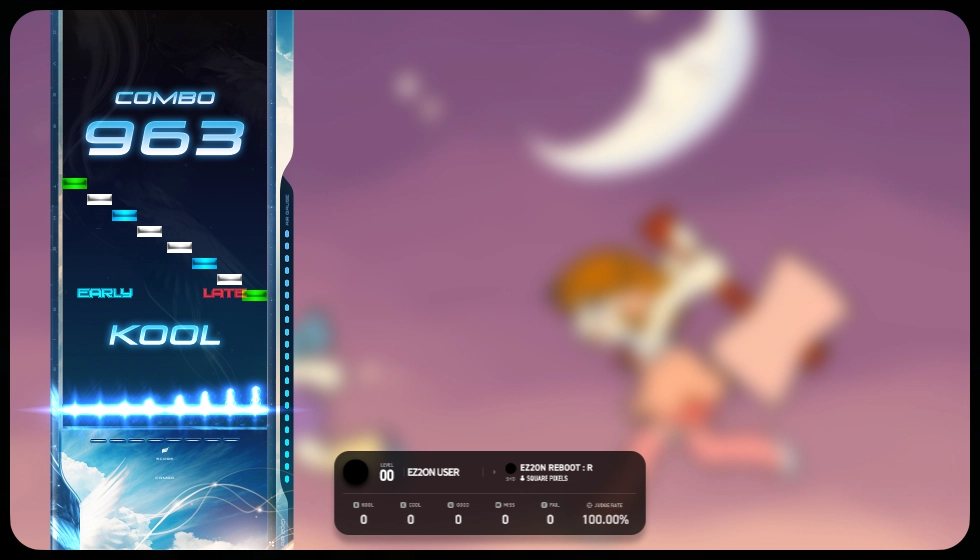 COMBO
963
EARLY LATE
KOOL
LEVEL
00 EZ2ON USER
EZ2ON REBOOT : R
SQUARE PIXELS
KOOL COOL GOOD MISS FAIL JUDGE RATE
0 0 0 0 0 100.00%